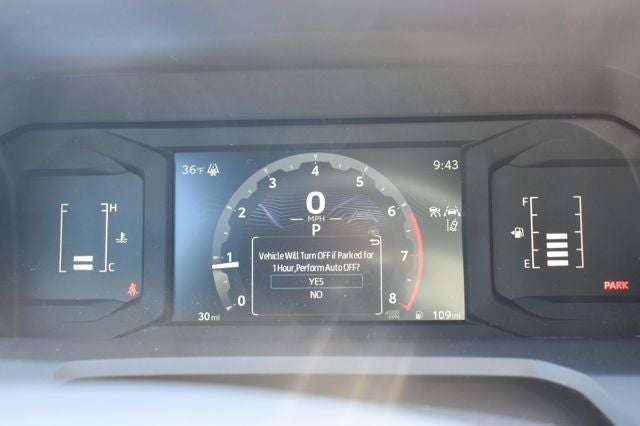 36°F
9:43
4
3
5
2
6
0
MPH
P
1
7
0
8
Vehicle Will Turn OFF if Parked for
1 Hour,Perform Auto OFF?
YES
NO
30 mi
109 mi
F
H
C
F
E
PARK